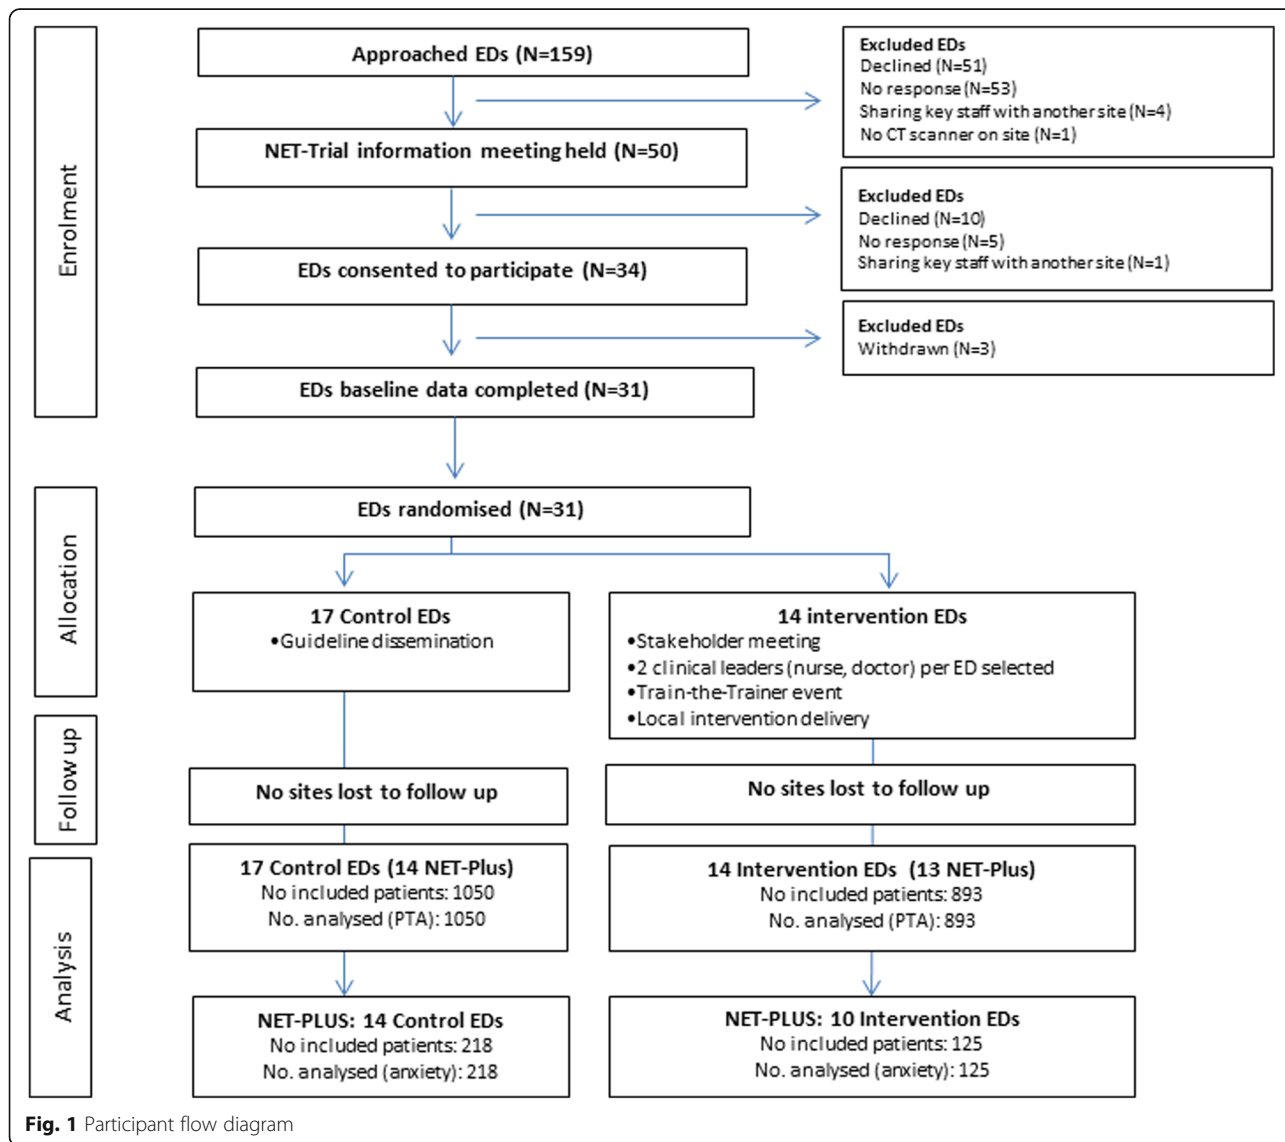 Enrolment
Approached EDs (N=159)
Excluded EDs
Declined (N=51)
No response (N=53)
Sharing key staff with another site (N=4)
No CT scanner on site (N=1)
NET-Trial information meeting held (N=50)
Excluded EDs
Declined (N=10)
No response (N=5)
Sharing key staff with another site (N=1)
EDs consented to participate (N=34)
Excluded EDs
Withdrawn (N=3)
EDs baseline data completed (N=31)
Allocation
EDs randomised (N=31)
17 Control EDs
•Guideline dissemination
14 intervention EDs
•Stakeholder meeting
•2 clinical leaders (nurse, doctor) per ED selected
•Train-the-Trainer event
•Local intervention delivery
Follow up
No sites lost to follow up
No sites lost to follow up
Analysis
17 Control EDs (14 NET-Plus)
No included patients: 1050
No. analysed (PTA): 1050
14 Intervention EDs (13 NET-Plus)
No included patients: 893
No. analysed (PTA): 893
NET-PLUS: 14 Control EDs
No included patients: 218
No. analysed (anxiety): 218
NET-PLUS: 10 Intervention EDs
No included patients: 125
No. analysed (anxiety): 125
Fig. 1 Participant flow diagram